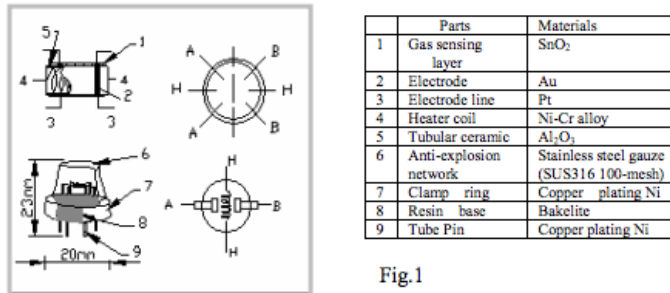 5
1
A
B
4
4
H
H
2
3
3
A
B
6
H
7
23mm
A
B
8
9
H
20mm
Parts Materials
1 Gas sensing layer SnO₂
2 Electrode Au
3 Electrode line Pt
4 Heater coil Ni-Cr alloy
5 Tubular ceramic Al₂O₃
6 Anti-explosion network Stainless steel gauze (SUS316 100-mesh)
7 Clamp ring Copper plating Ni
8 Resin base Bakelite
9 Tube Pin Copper plating Ni
Fig.1